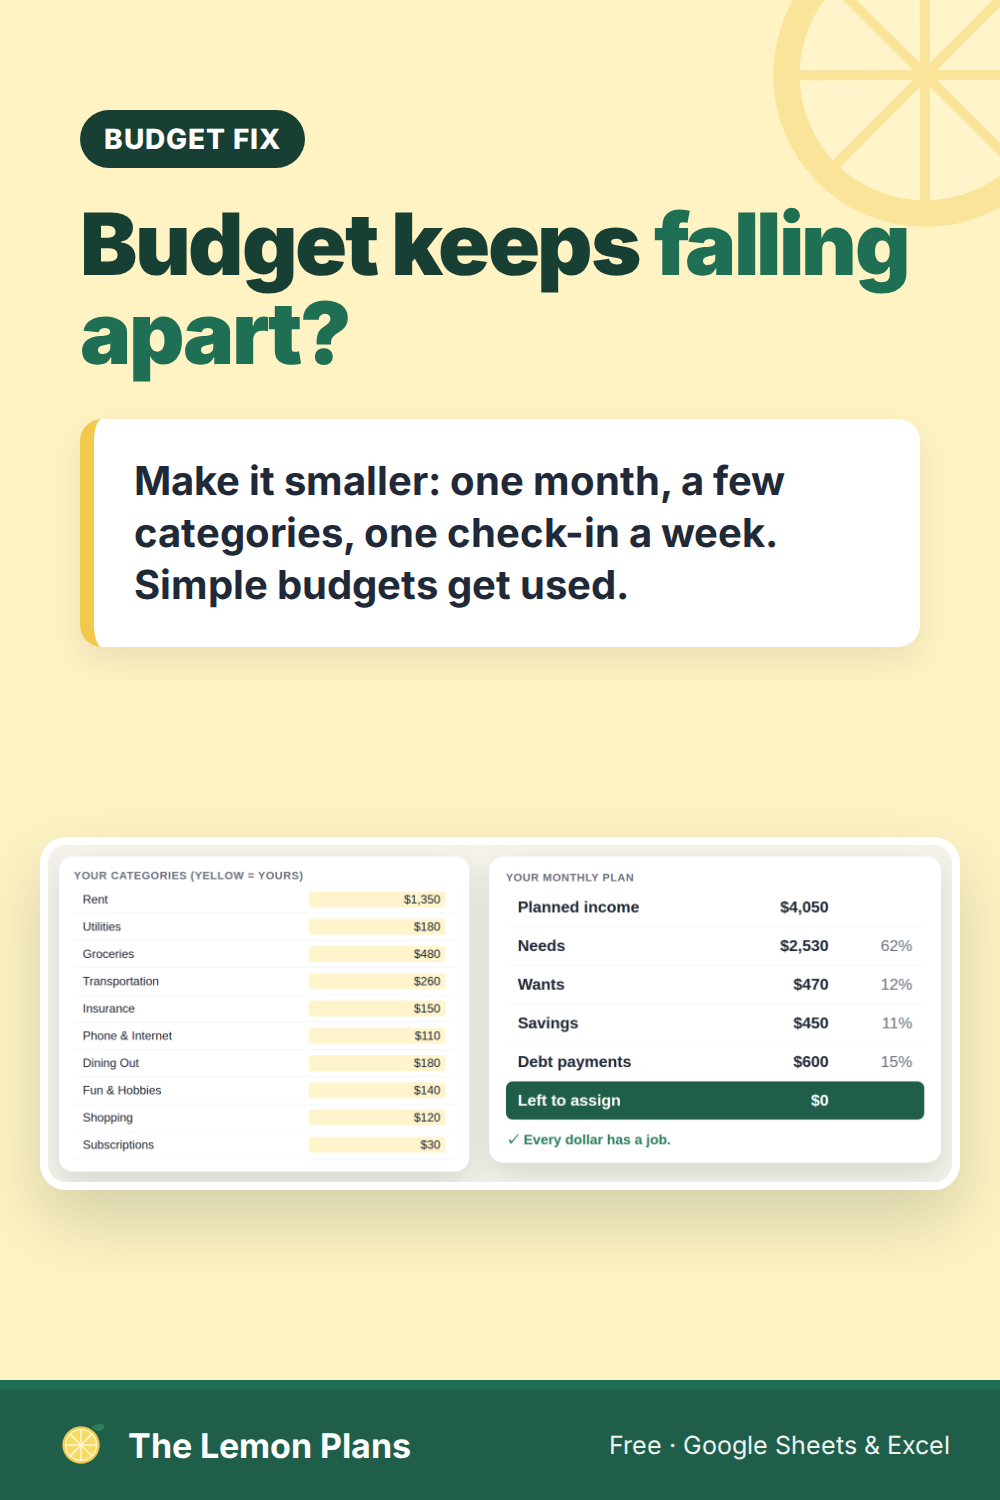 BUDGET FIX
Budget keeps falling
apart?
Make it smaller: one month, a few
categories, one check-in a week.
Simple budgets get used.
YOUR CATEGORIES (YELLOW = YOURS)
Rent $1,350
Utilities $180
Groceries $480
Transportation $260
Insurance $150
Phone & Internet $110
Dining Out $180
Fun & Hobbies $140
Shopping $120
Subscriptions $30
YOUR MONTHLY PLAN
Planned income $4,050
Needs $2,530 62%
Wants $470 12%
Savings $450 11%
Debt payments $600 15%
Left to assign $0
✓ Every dollar has a job.
The Lemon Plans
Free · Google Sheets & Excel